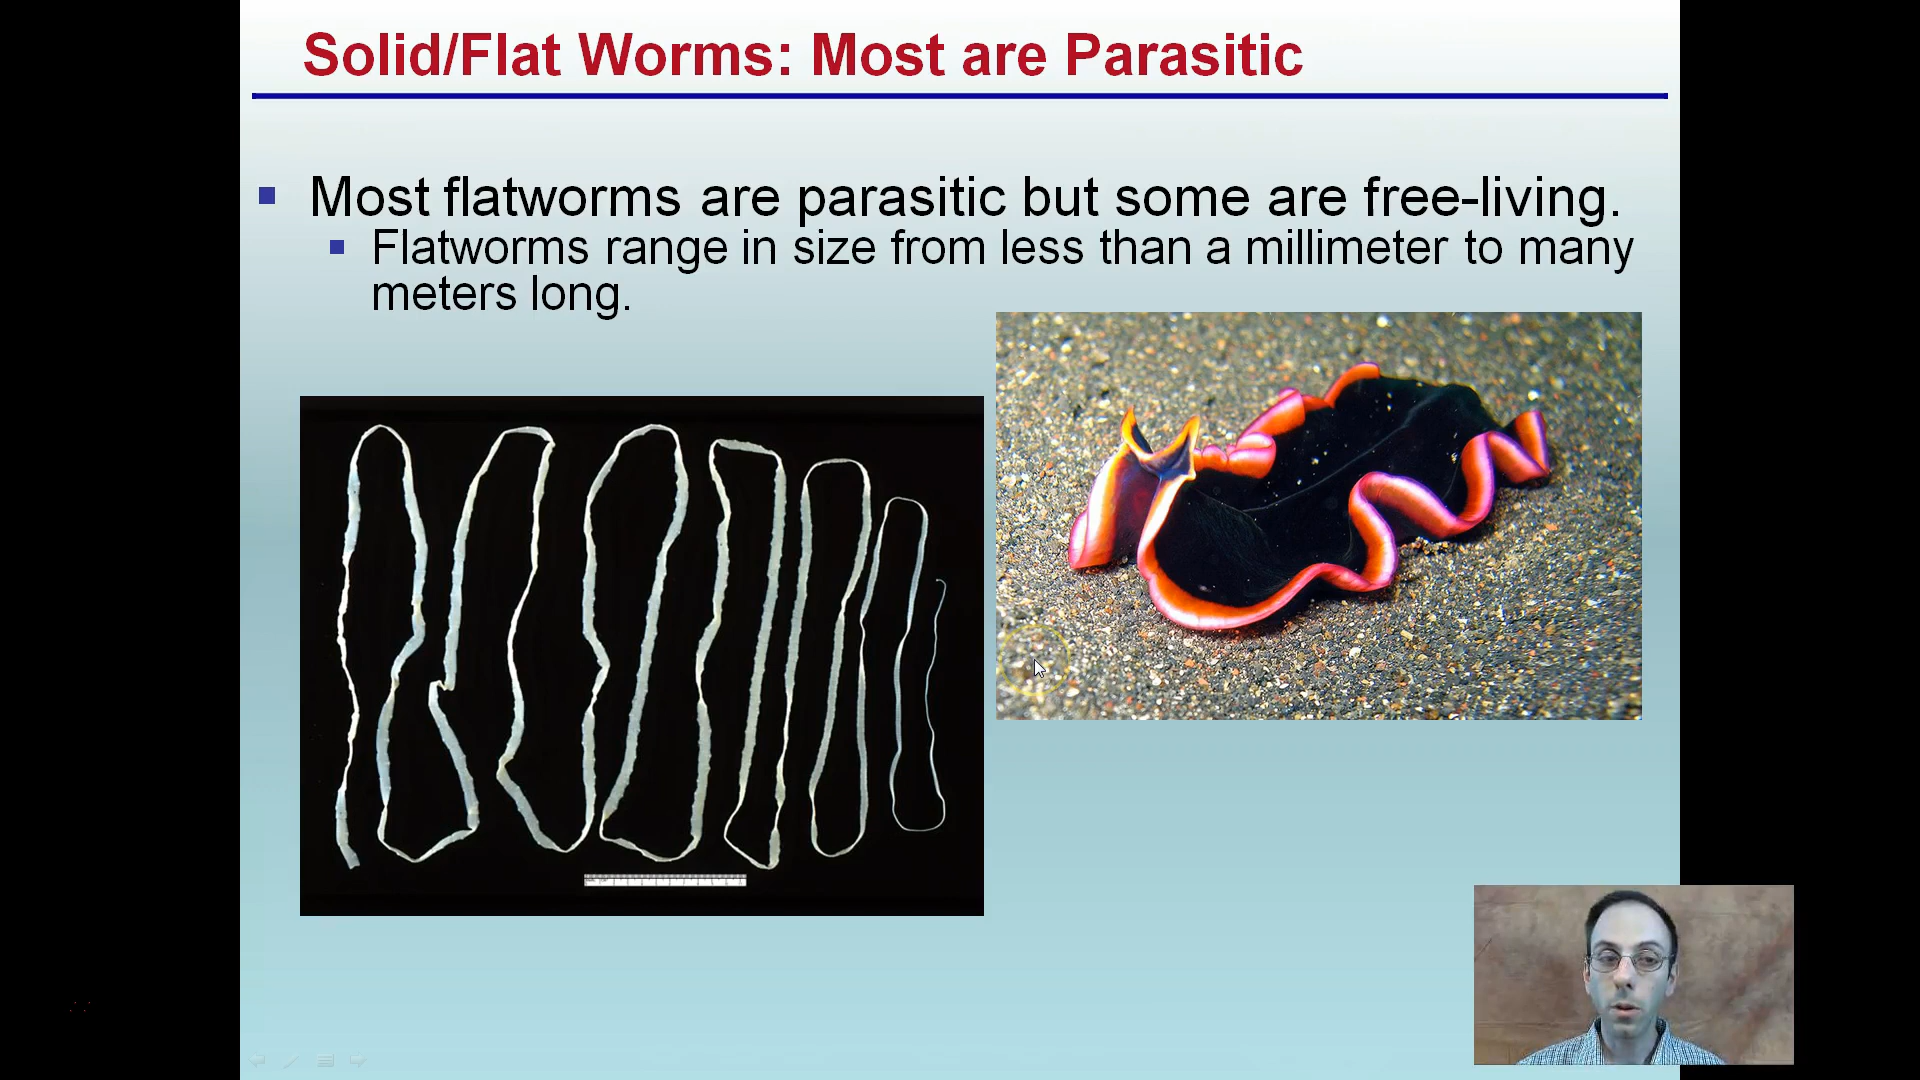 Solid/Flat Worms: Most are Parasitic
Most flatworms are parasitic but some are free-living.
Flatworms range in size from less than a millimeter to many
meters long.